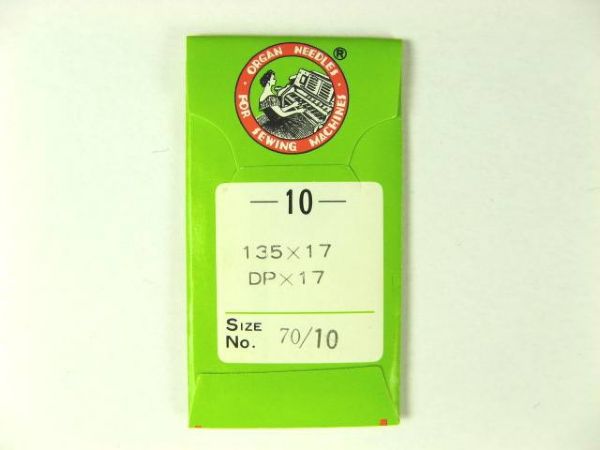 ORGAN NEEDLES ®
· FOR SEWING MACHINES ·
—10—
135×17
DP×17
SIZE
No. 70/10